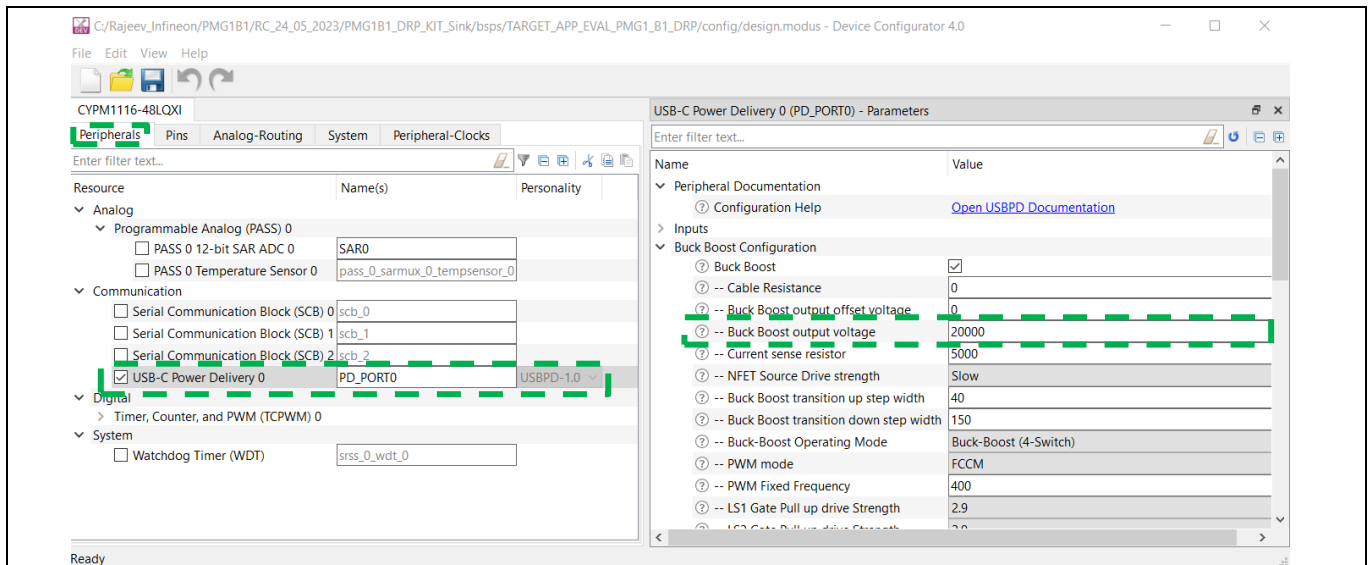 C:/Rajeev_Infineon/PMG1B1/RC_24_05_2023/PMG1B1_DRP_KIT_Sink/bsps/TARGET_APP_EVAL_PMG1_B1_DRP/config/design.modus - Device Configurator 4.0
File Edit View Help
CYPM1116-48LQXI
Peripherals Pins Analog-Routing System Peripheral-Clocks
Enter filter text...
Resource Name(s) Personality
Analog
Programmable Analog (PASS) 0
PASS 0 12-bit SAR ADC 0 SAR0
PASS 0 Temperature Sensor 0 pass_0_sarmux_0_tempsensor_0
Communication
Serial Communication Block (SCB) 0 scb_0
Serial Communication Block (SCB) 1 scb_1
Serial Communication Block (SCB) 2 scb_2
USB-C Power Delivery 0 PD_PORT0 USBPD-1.0
Digital
Timer, Counter, and PWM (TCPWM) 0
System
Watchdog Timer (WDT) srss_0_wdt_0
USB-C Power Delivery 0 (PD_PORT0) - Parameters
Enter filter text...
Name Value
Peripheral Documentation
Configuration Help Open USBPD Documentation
Inputs
Buck Boost Configuration
Buck Boost
-- Cable Resistance 0
-- Buck Boost output offset voltage 0
-- Buck Boost output voltage 20000
-- Current sense resistor 5000
-- NFET Source Drive strength Slow
-- Buck Boost transition up step width 40
-- Buck Boost transition down step width 150
-- Buck-Boost Operating Mode Buck-Boost (4-Switch)
-- PWM mode FCCM
-- PWM Fixed Frequency 400
-- LS1 Gate Pull up drive Strength 2.9
Ready